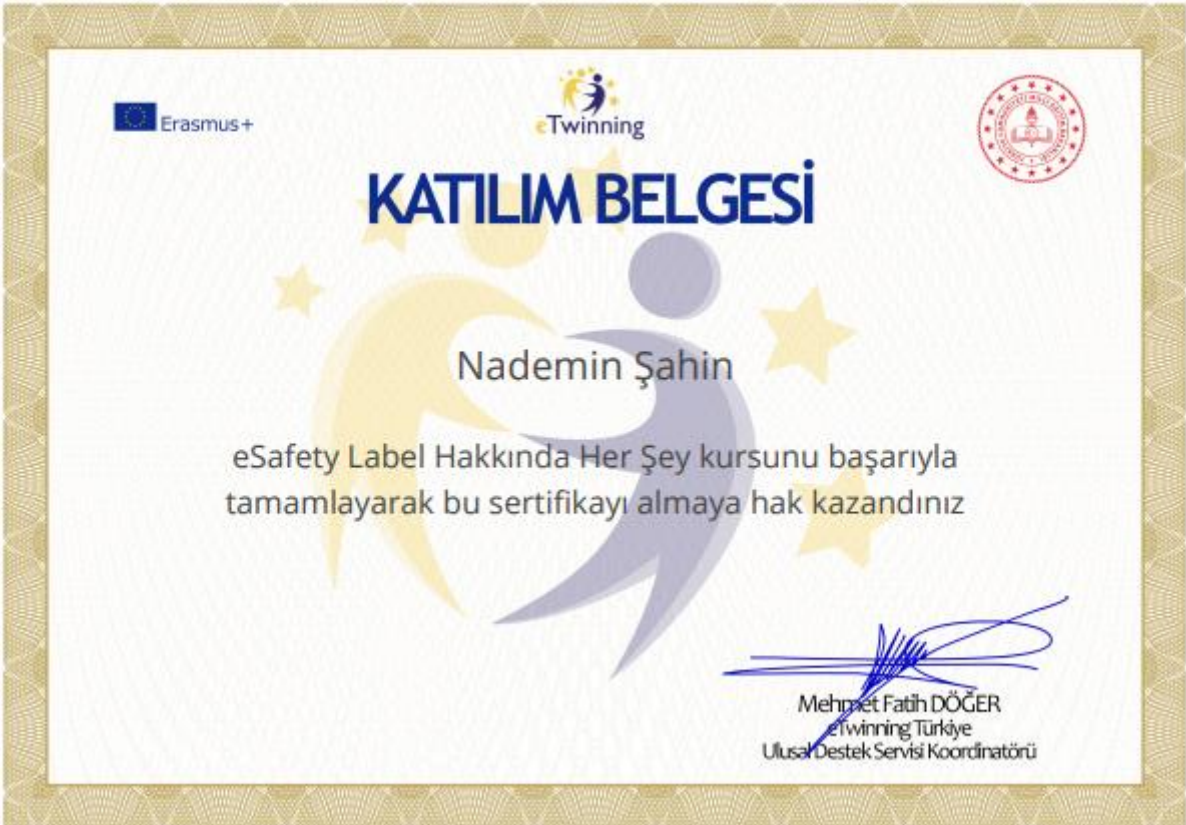 Erasmus+
eTwinning
KATILIM BELGESİ
Nademin Şahin
eSafety Label Hakkında Her Şey kursunu başarıyla
tamamlayarak bu sertifikayı almaya hak kazandınız
Mehmet Fatih DÖĞER
eTwinning Türkiye
Ulusal Destek Servisi Koordinatörü